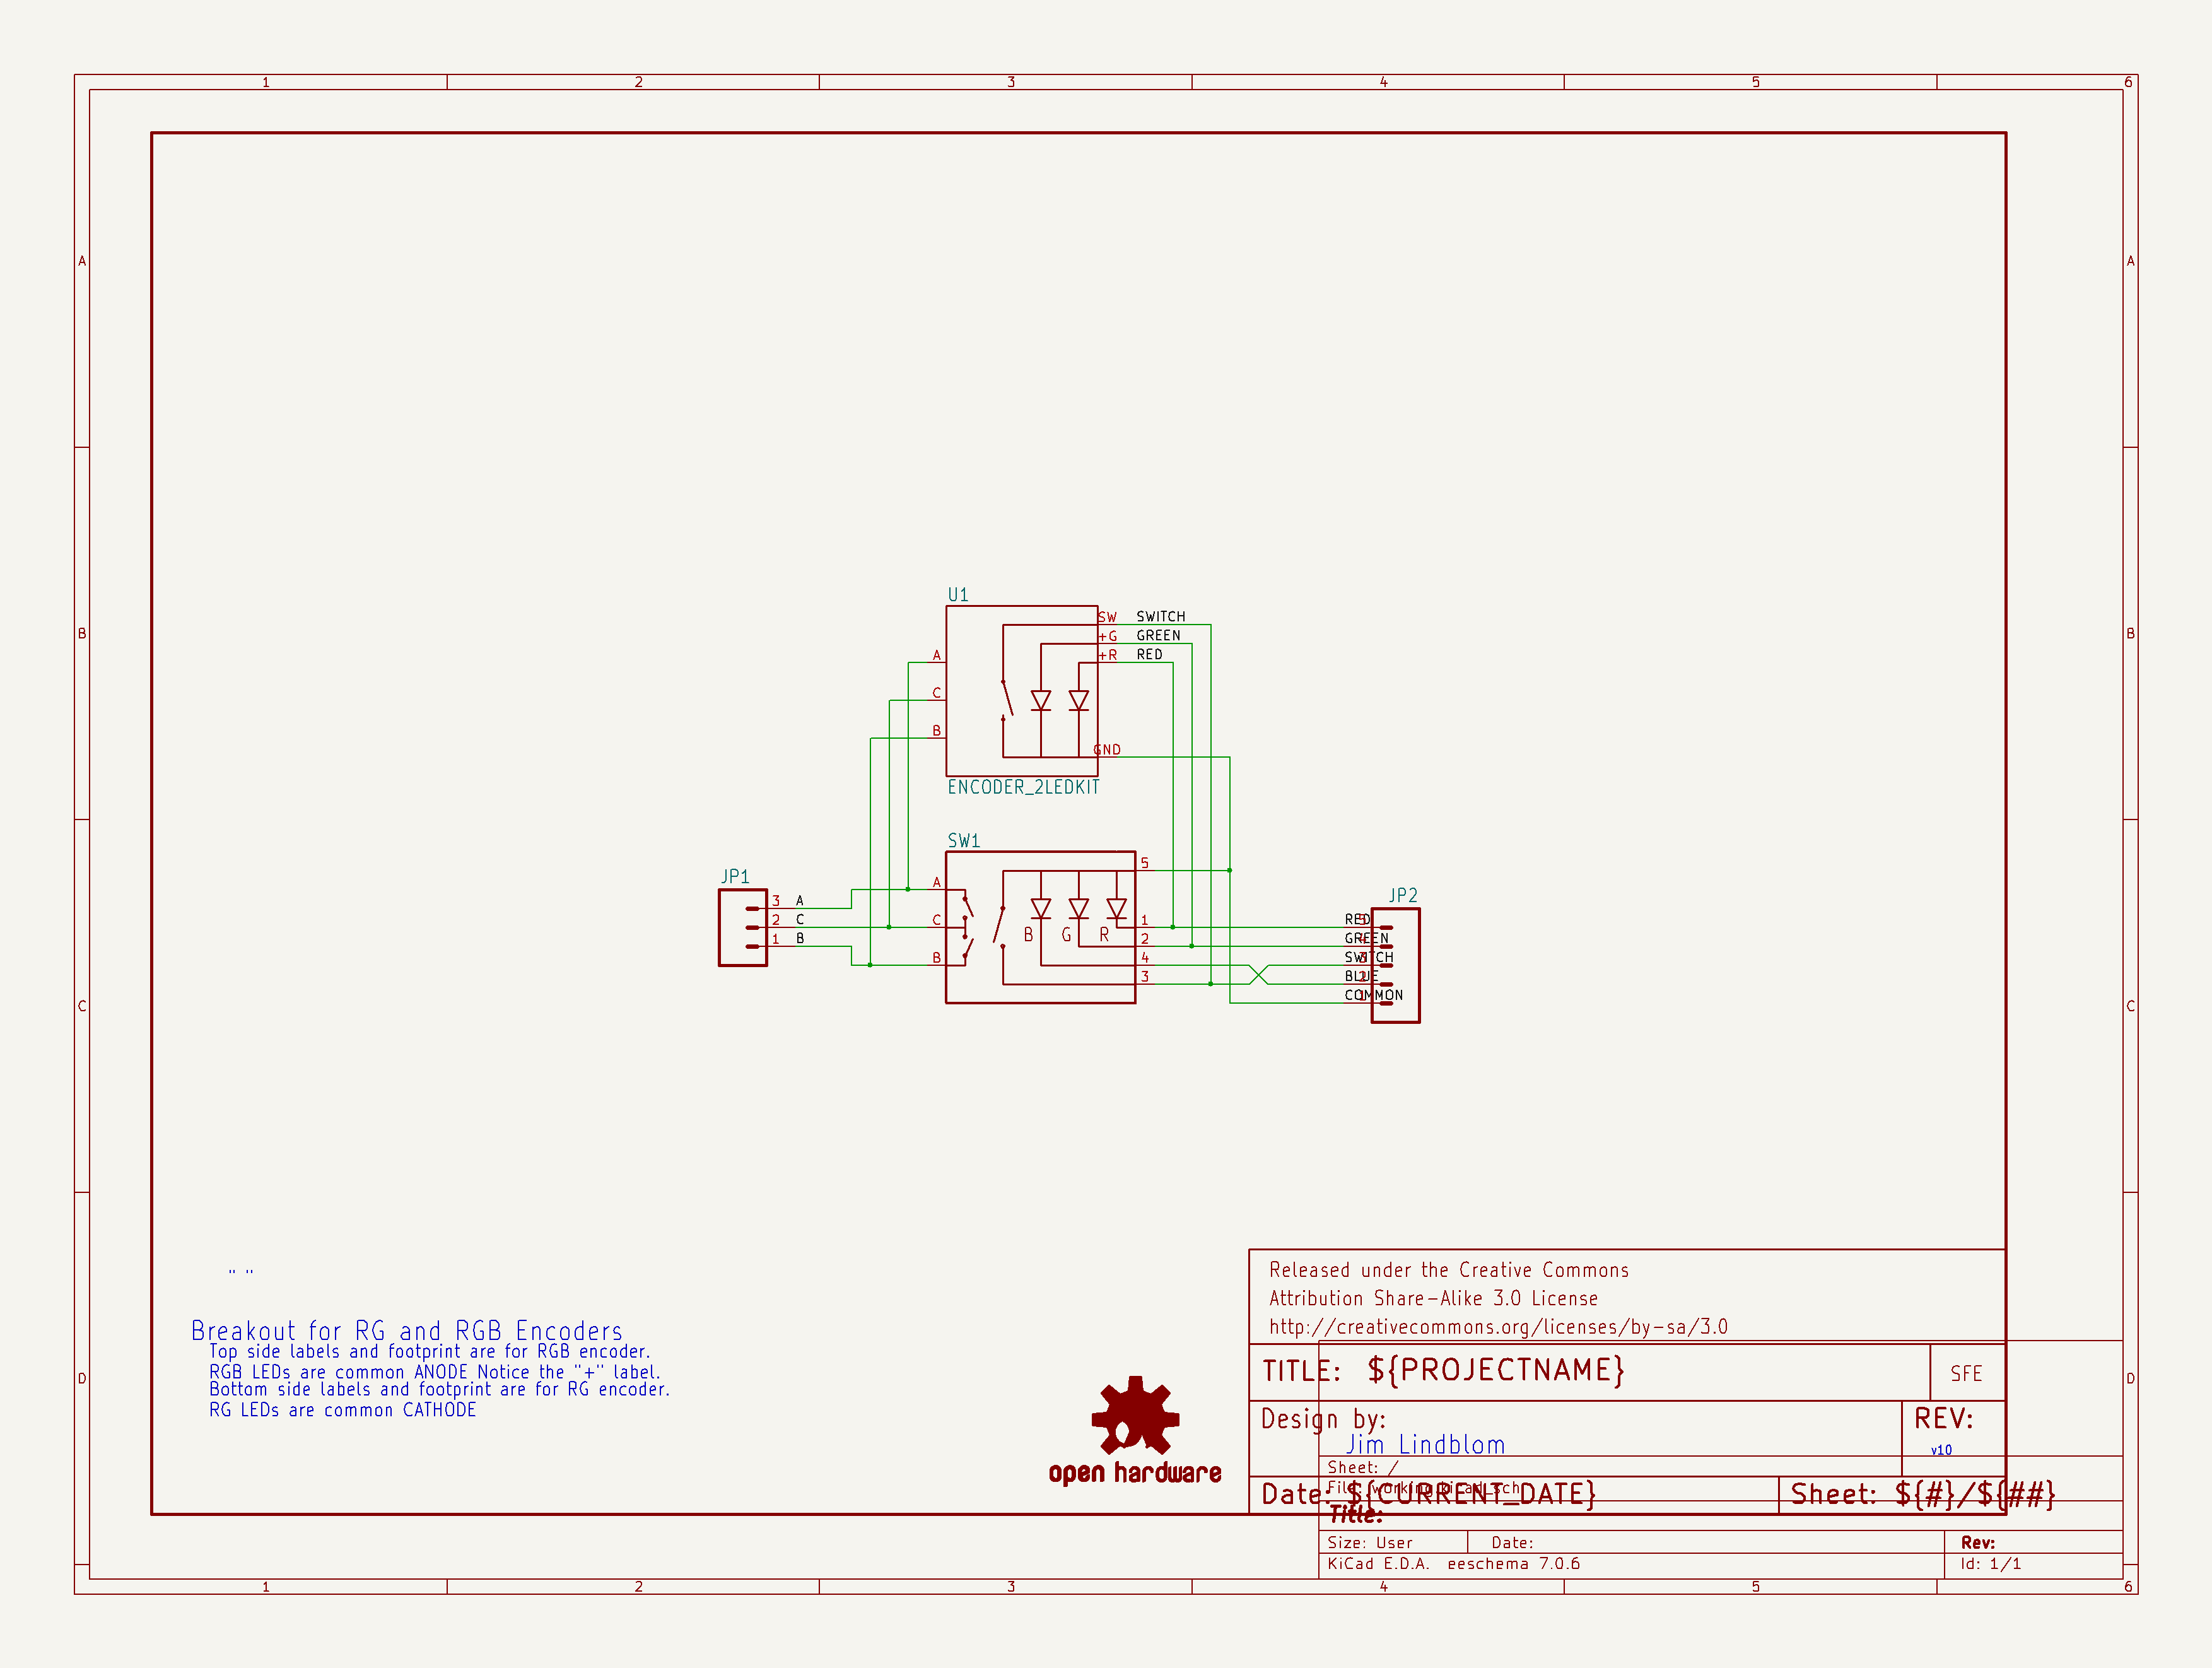 1 2 3 4 5 6
A A
B B
C C
D D
U1
SW SWITCH
+G GREEN
+R RED
A
C
B
GND
ENCODER_2LEDKIT
SW1
5
A
C
B
B G R
1
2
4
3
JP1
3 A
2 C
1 B
JP2
RED 5
GREEN
SWITCH 3
BLUE 2
COMMON
" "
Breakout for RG and RGB Encoders
Top side labels and footprint are for RGB encoder.
RGB LEDs are common ANODE Notice the "+" label.
Bottom side labels and footprint are for RG encoder.
RG LEDs are common CATHODE
open hardware
Released under the Creative Commons
Attribution Share-Alike 3.0 License
http://creativecommons.org/licenses/by-sa/3.0
TITLE: ${PROJECTNAME}
SFE
Design by:
Jim Lindblom
REV:
v10
Sheet: /
File: working.kicad_sch
Date: ${CURRENT_DATE}
Sheet: ${#}/${##}
Title:
Size: User Date: Rev:
KiCad E.D.A. eeschema 7.0.6 Id: 1/1
1 2 3 4 5 6